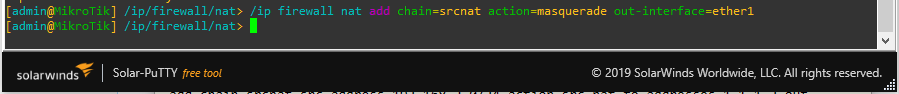 [admin@MikroTik] /ip/firewall/nat> /ip firewall nat add chain=srcnat action=masquerade out-interface=ether1
[admin@MikroTik] /ip/firewall/nat>
solarwinds | Solar-PuTTY free tool © 2019 SolarWinds Worldwide, LLC. All rights reserved.